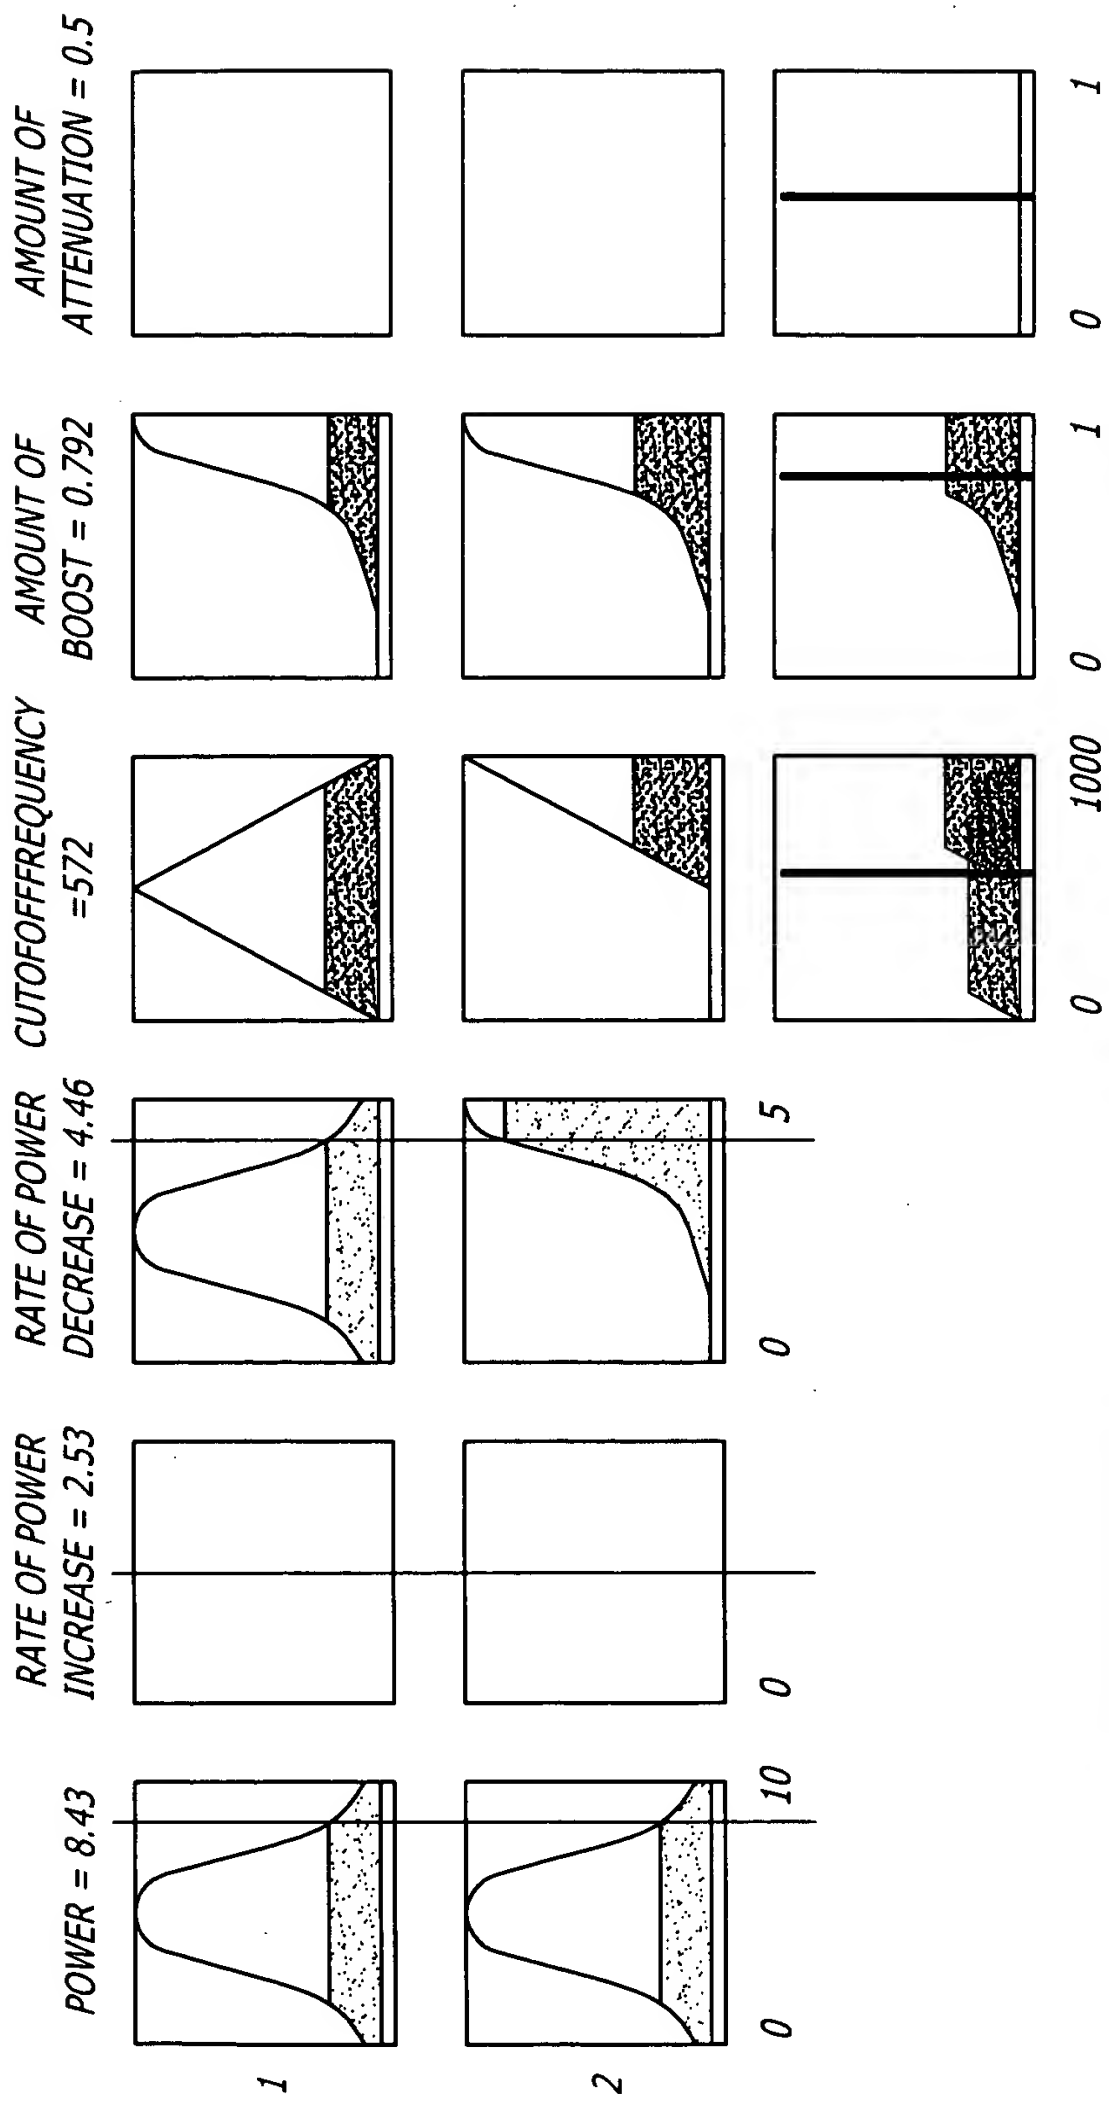 POWER = 8.43
RATE OF POWER
INCREASE = 2.53
RATE OF POWER
DECREASE = 4.46
CUTOFOFFFREQUENCY
=572
AMOUNT OF
BOOST = 0.792
AMOUNT OF
ATTENUATION = 0.5
1
2
0
10
0
0
5
0
1000
0
1
0
1